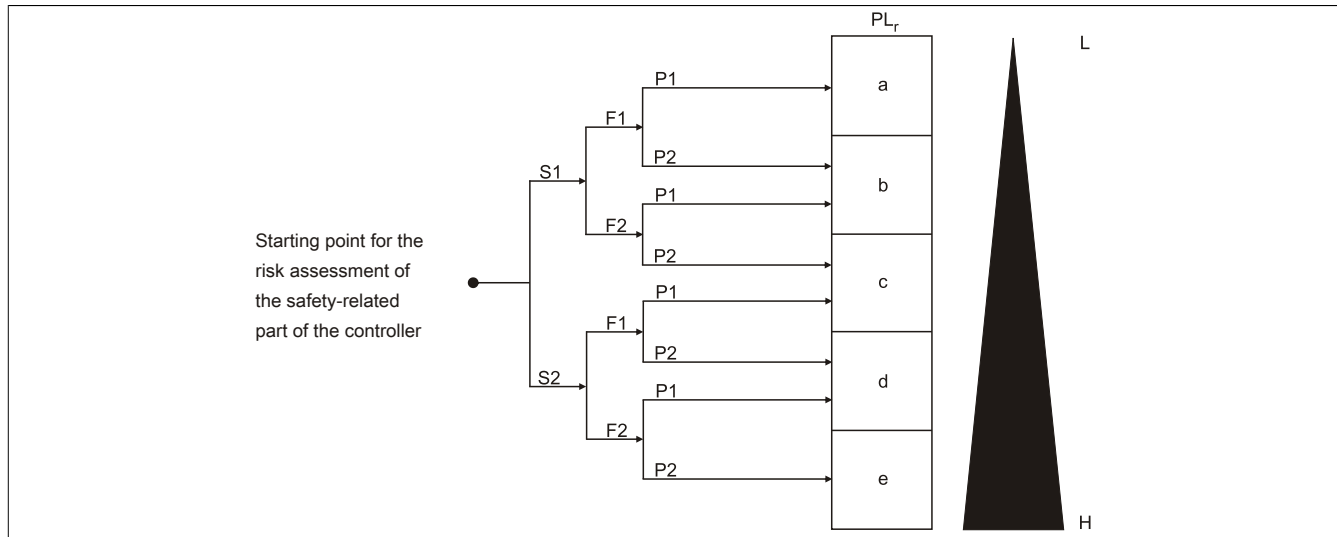 PLr
L
a
P1
F1
P2
S1
b
P1
F2
P2
Starting point for the
risk assessment of
the safety-related
part of the controller
c
P1
F1
P2
S2
d
P1
F2
P2
e
H